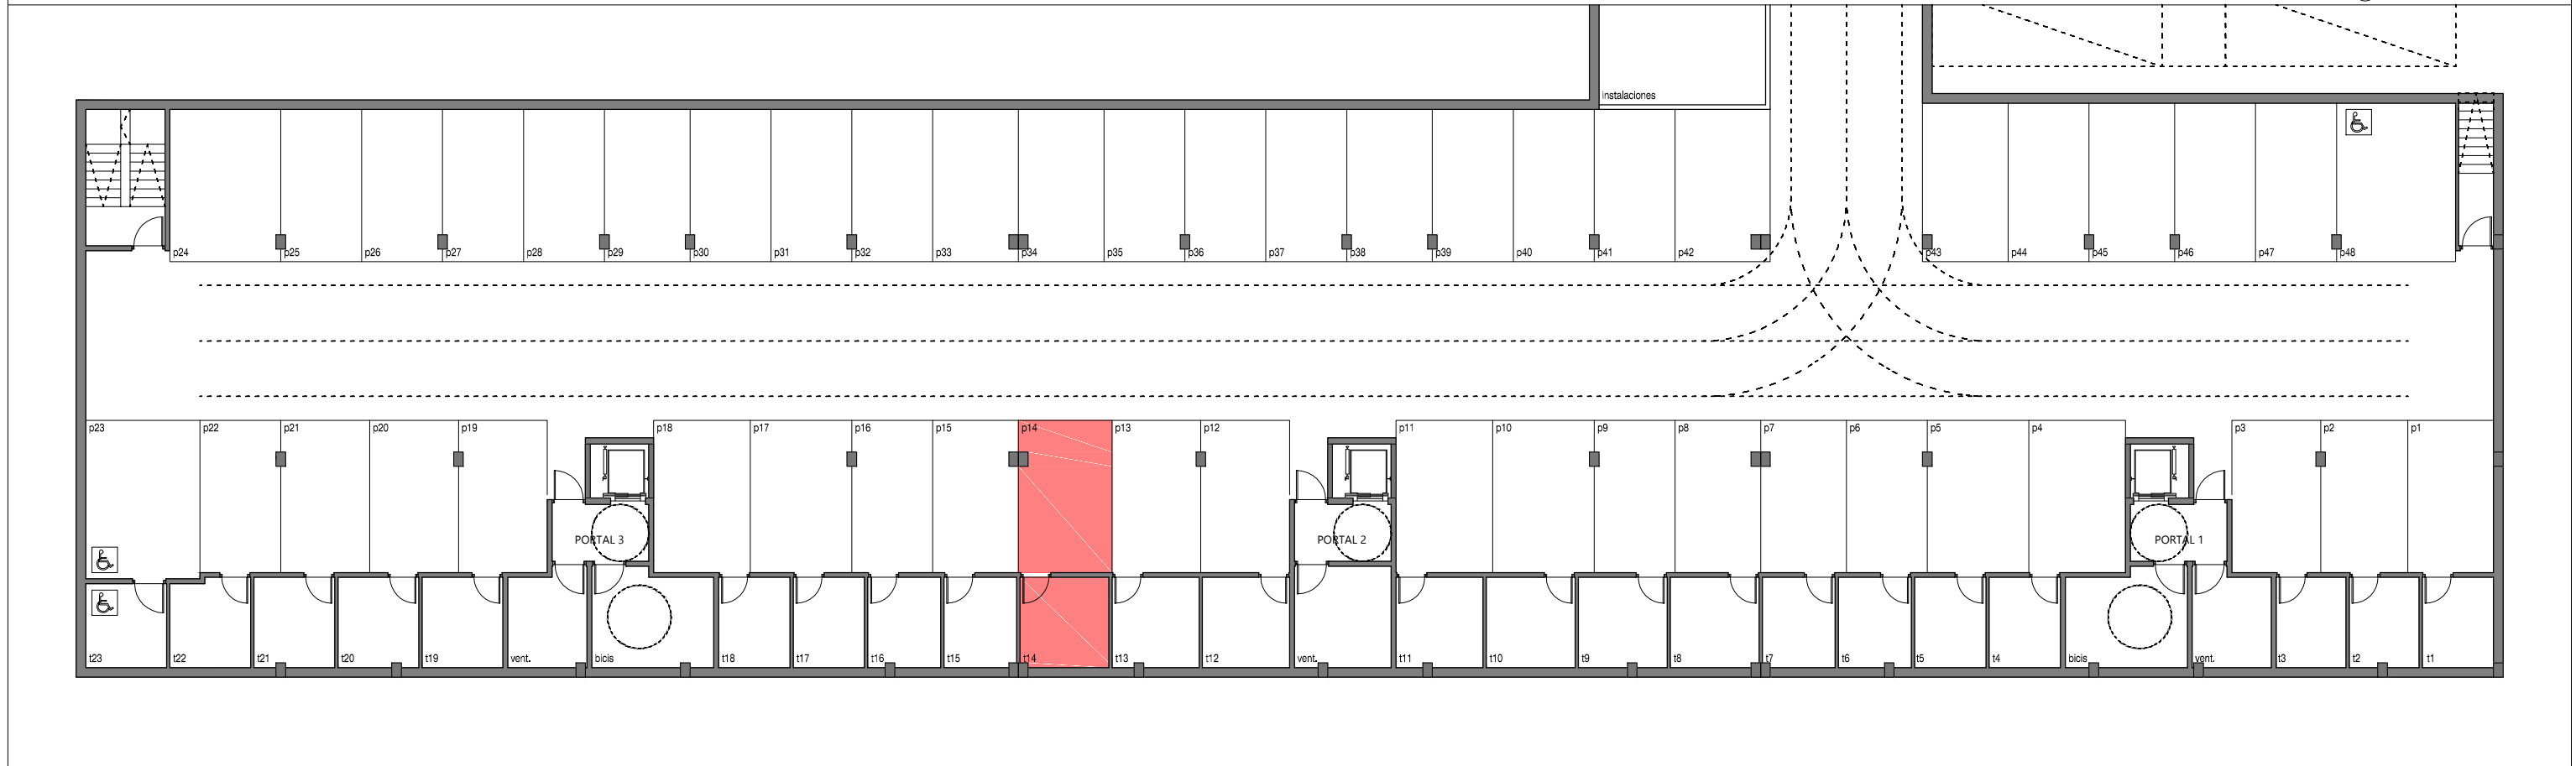 instalaciones
p24 p25 p26 p27 p28 p29 p30 p31 p32 p33 p34 p35 p36 p37 p38 p39 p40 p41 p42 p43 p44 p45 p46 p47 p48
p23 p22 p21 p20 p19 p18 p17 p16 p15 p14 p13 p12 p11 p10 p9 p8 p7 p6 p5 p4 p3 p2 p1
PORTAL 3 PORTAL 2 PORTAL 1
t23 t22 t21 t20 t19 vent. bicis t18 t17 t16 t15 t14 t13 t12 vent. t11 t10 t9 t8 t7 t6 t5 t4 bicis vent. t3 t2 t1